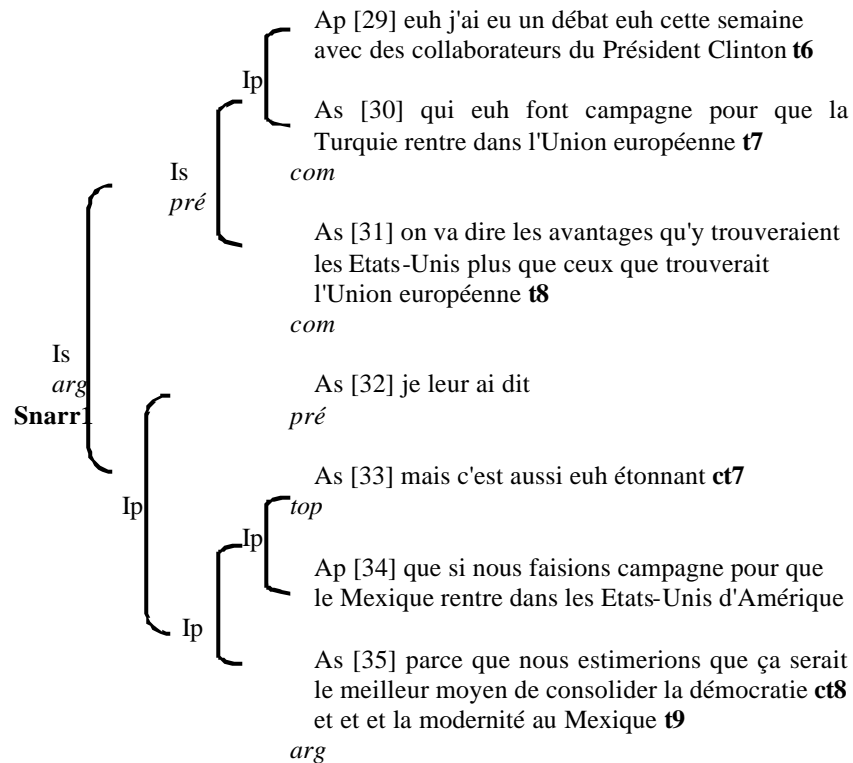 Ap [29] euh j'ai eu un débat euh cette semaine
avec des collaborateurs du Président Clinton t6
Ip
As [30] qui euh font campagne pour que la
Turquie rentre dans l'Union européenne t7
Is
com
pré
As [31] on va dire les avantages qu'y trouveraient
les Etats-Unis plus que ceux que trouverait
l'Union européenne t8
com
Is
arg
As [32] je leur ai dit
Snarr1
pré
As [33] mais c'est aussi euh étonnant ct7
Ip
top
Ip
Ap [34] que si nous faisions campagne pour que
le Mexique rentre dans les Etats-Unis d'Amérique
Ip
As [35] parce que nous estimerions que ça serait
le meilleur moyen de consolider la démocratie ct8
et et et la modernité au Mexique t9
arg